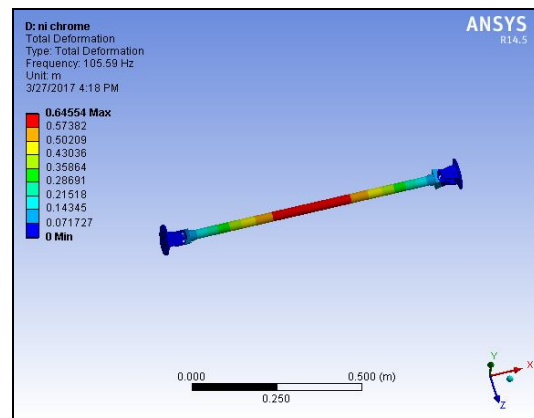 D: ni chrome
Total Deformation
Type: Total Deformation
Frequency: 105.59 Hz
Unit: m
3/27/2017 4:18 PM
ANSYS
R14.5
0.64554 Max
0.57382
0.50209
0.43036
0.35864
0.28691
0.21518
0.14345
0.071727
0 Min
0.000
0.500 (m)
0.250
Y
X
Z